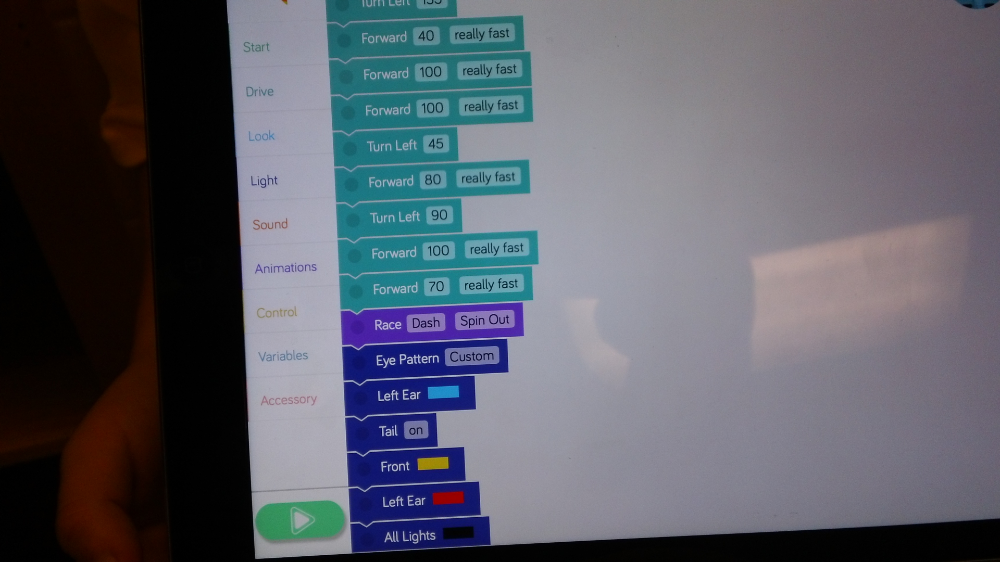 Turn Left 135
Forward 40 really fast
Forward 100 really fast
Forward 100 really fast
Turn Left 45
Forward 80 really fast
Turn Left 90
Forward 100 really fast
Forward 70 really fast
Race Dash Spin Out
Eye Pattern Custom
Left Ear
Tail on
Front
Left Ear
All Lights
Start
Drive
Look
Light
Sound
Animations
Control
Variables
Accessory